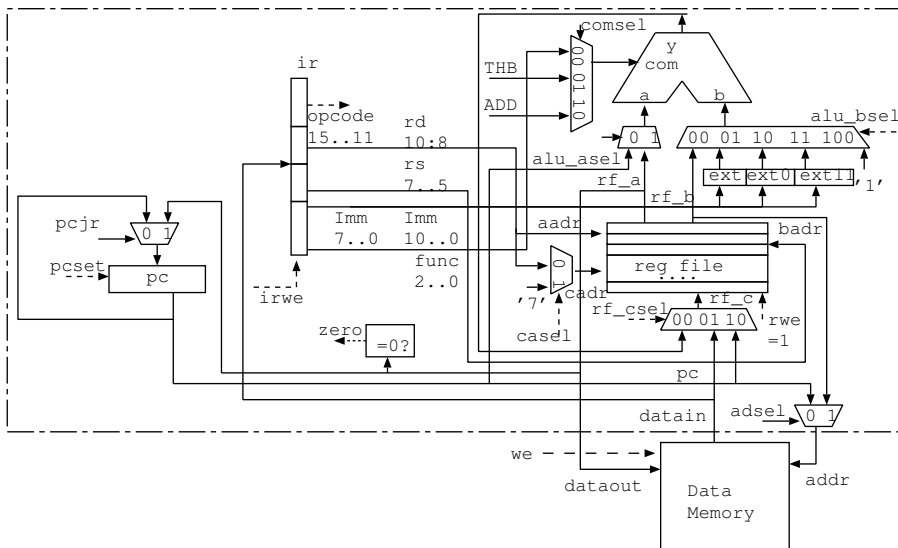 comsel
y
com
ir
THB
00 01 10
a
b
ADD
opcode
15..11
rd
10:8
alu_bsel
0 1
00 01 10 11 100
rs
7..5
alu_asel
rf_a
ext
ext0
ext11
'1'
rf_b
Imm
7..0
Imm
10..0
aadr
badr
pcjr
0 1
func
2..0
0 1
reg file
....
pcset
pc
irwe
cadr
'7'
rf_c
rf_csel
00 01 10
rwe
=1
zero
=0?
casel
pc
datain
adsel
0 1
we
dataout
addr
Data
Memory